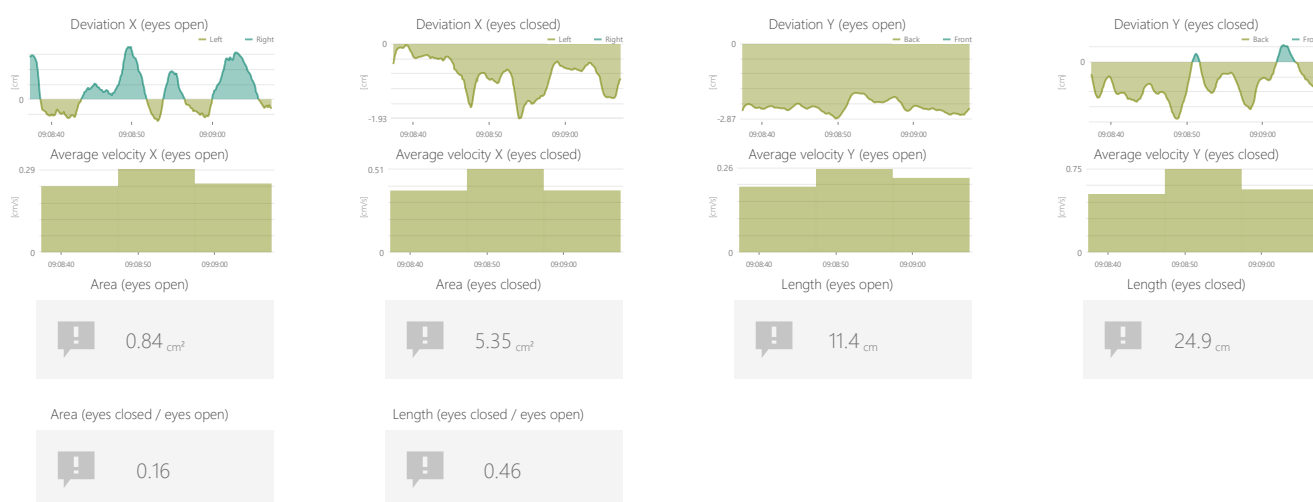 Deviation X (eyes open)
Left Right
[cm]
0
09:08:40 09:08:50 09:09:00
Deviation X (eyes closed)
Left Right
0
[cm]
-1.93
09:08:40 09:08:50 09:09:00
Deviation Y (eyes open)
Back Front
0
[cm]
-2.87
09:08:40 09:08:50 09:09:00
Deviation Y (eyes closed)
Back Fro
0
[cm]
09:08:40 09:08:50 09:09:00
Average velocity X (eyes open)
0.29
[cm/s]
0
09:08:40 09:08:50 09:09:00
Average velocity X (eyes closed)
0.51
[cm/s]
0
09:08:40 09:08:50 09:09:00
Average velocity Y (eyes open)
0.26
[cm/s]
0
09:08:40 09:08:50 09:09:00
Average velocity Y (eyes closed)
0.75
[cm/s]
0
09:08:40 09:08:50 09:09:00
Area (eyes open)
0.84 cm²
Area (eyes closed)
5.35 cm²
Length (eyes open)
11.4 cm
Length (eyes closed)
24.9 cm
Area (eyes closed / eyes open)
0.16
Length (eyes closed / eyes open)
0.46